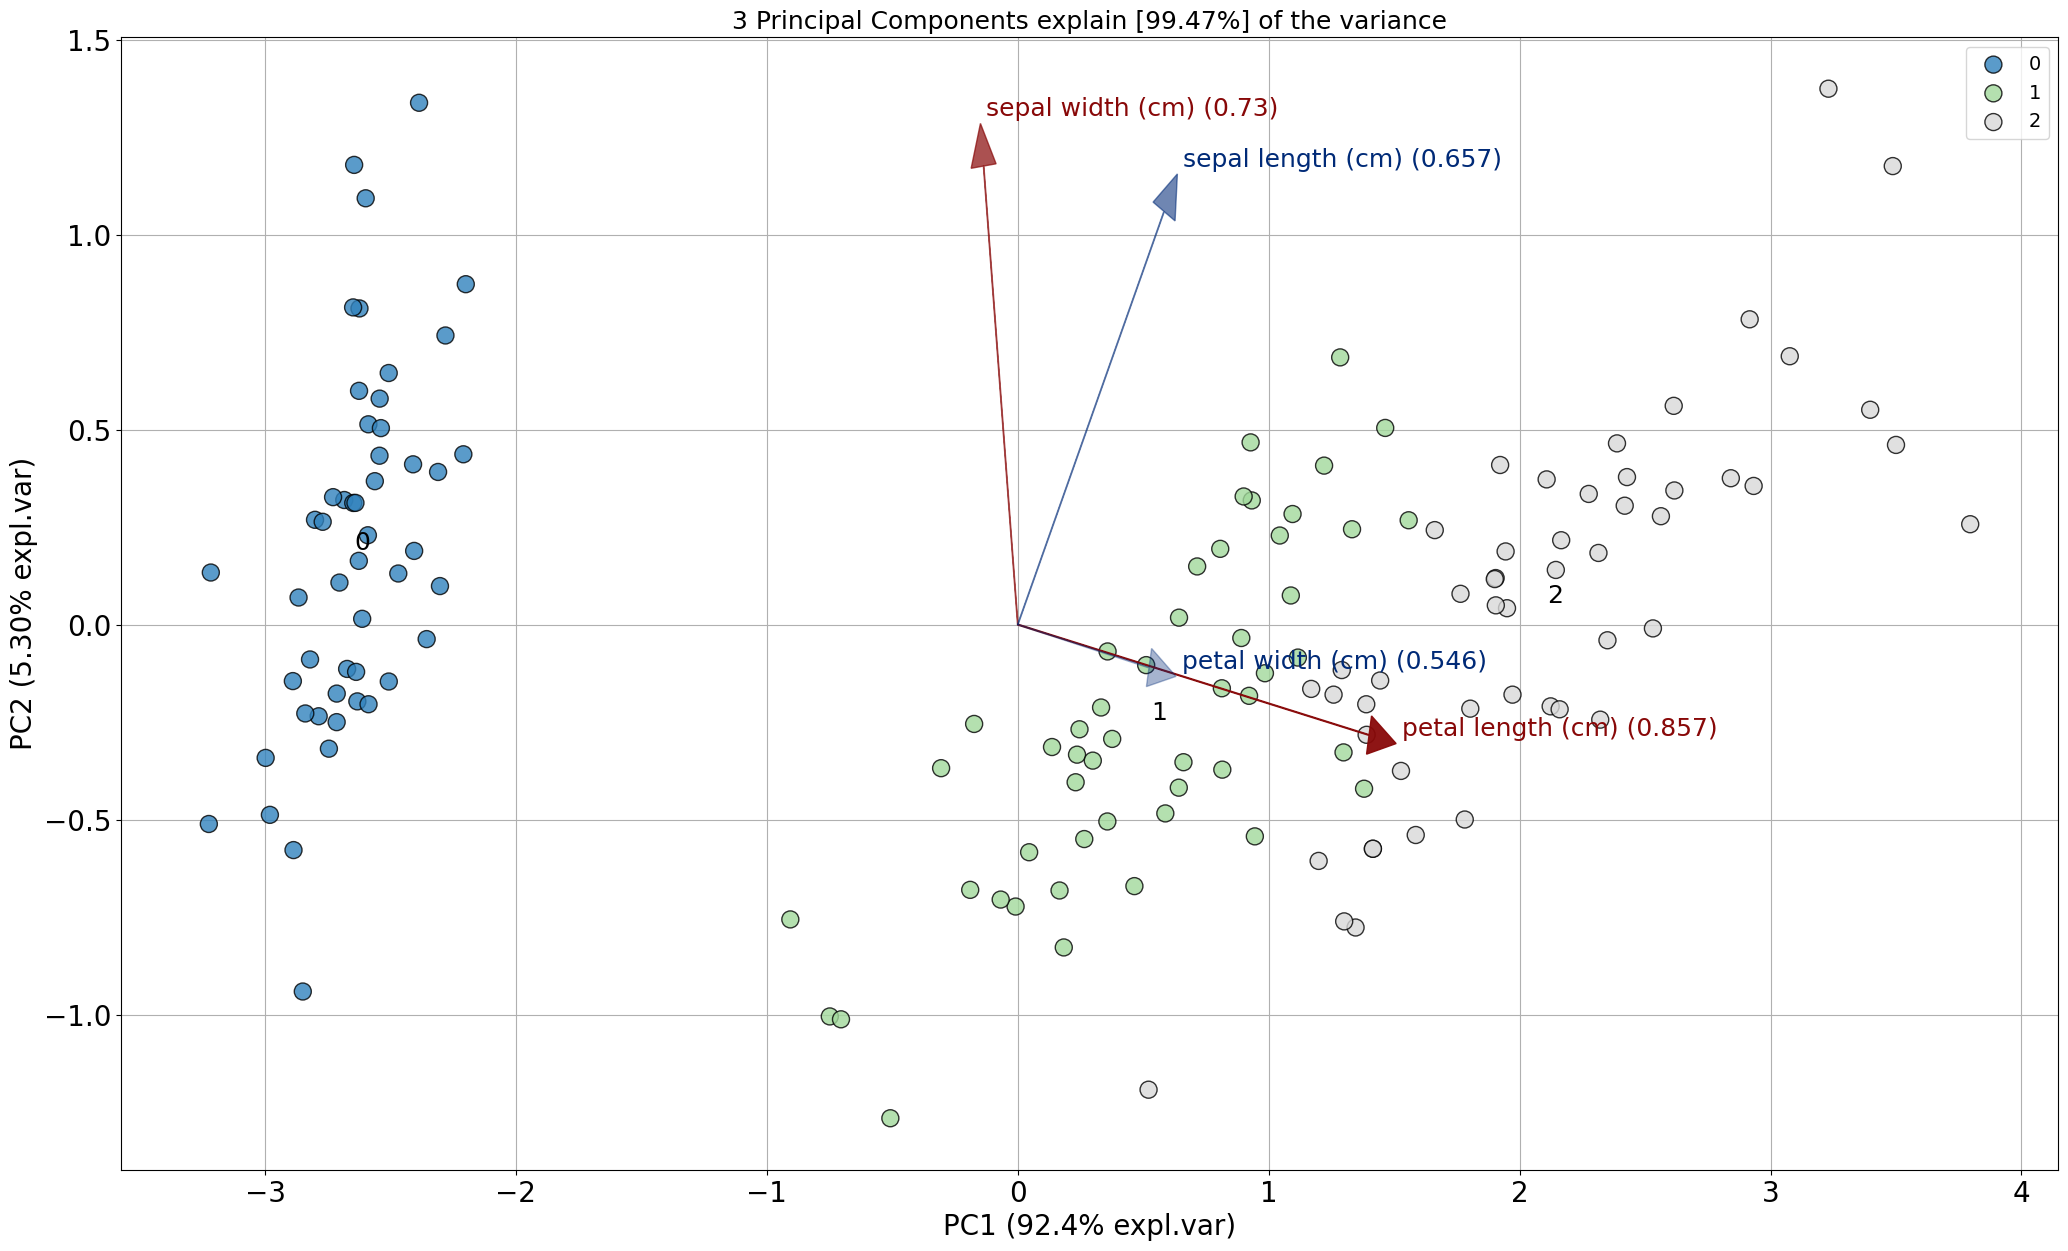 3 Principal Components explain [99.47%] of the variance
0
1
2
sepal width (cm) (0.73)
sepal length (cm) (0.657)
petal width (cm) (0.546)
petal length (cm) (0.857)
0
1
2
1.5
1.0
0.5
0.0
−0.5
−1.0
PC2 (5.30% expl.var)
−3
−2
−1
0
1
2
3
4
PC1 (92.4% expl.var)